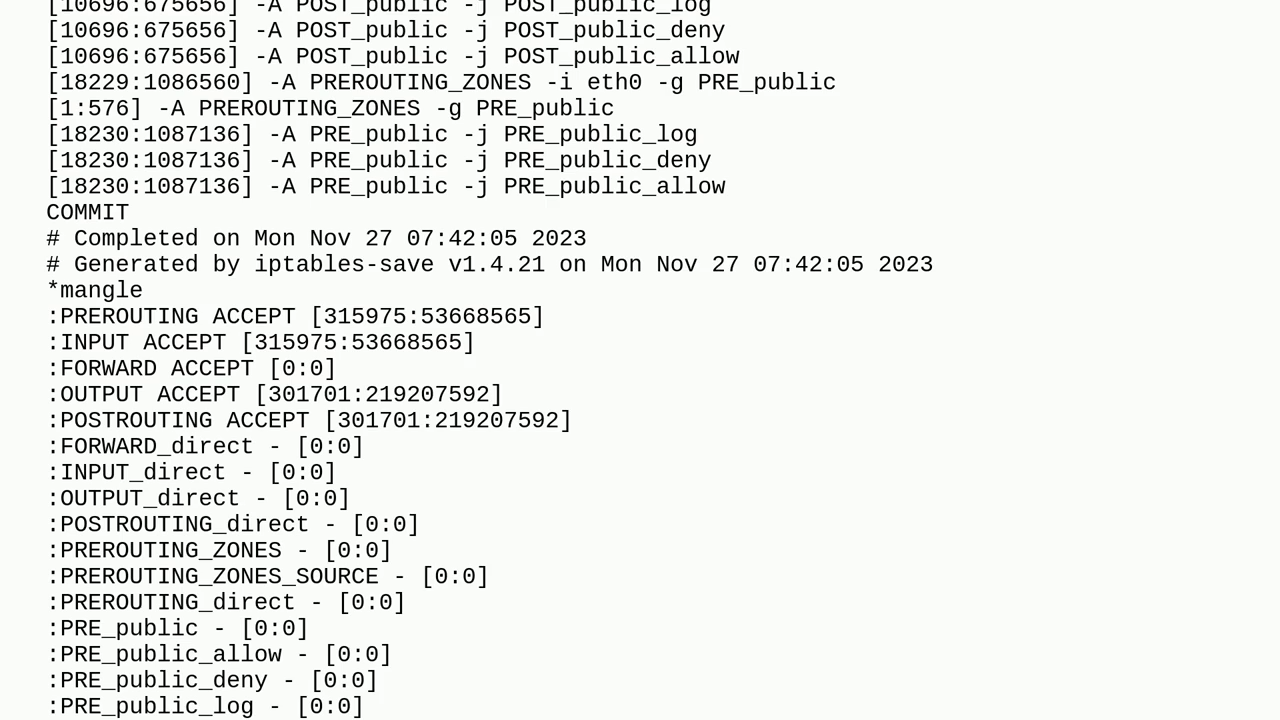 [10696:675656] -A POST_public -j POST_public_log
[10696:675656] -A POST_public -j POST_public_deny
[10696:675656] -A POST_public -j POST_public_allow
[18229:1086560] -A PREROUTING_ZONES -i eth0 -g PRE_public
[1:576] -A PREROUTING_ZONES -g PRE_public
[18230:1087136] -A PRE_public -j PRE_public_log
[18230:1087136] -A PRE_public -j PRE_public_deny
[18230:1087136] -A PRE_public -j PRE_public_allow
COMMIT
# Completed on Mon Nov 27 07:42:05 2023
# Generated by iptables-save v1.4.21 on Mon Nov 27 07:42:05 2023
*mangle
:PREROUTING ACCEPT [315975:53668565]
:INPUT ACCEPT [315975:53668565]
:FORWARD ACCEPT [0:0]
:OUTPUT ACCEPT [301701:219207592]
:POSTROUTING ACCEPT [301701:219207592]
:FORWARD_direct - [0:0]
:INPUT_direct - [0:0]
:OUTPUT_direct - [0:0]
:POSTROUTING_direct - [0:0]
:PREROUTING_ZONES - [0:0]
:PREROUTING_ZONES_SOURCE - [0:0]
:PREROUTING_direct - [0:0]
:PRE_public - [0:0]
:PRE_public_allow - [0:0]
:PRE_public_deny - [0:0]
:PRE_public_log - [0:0]